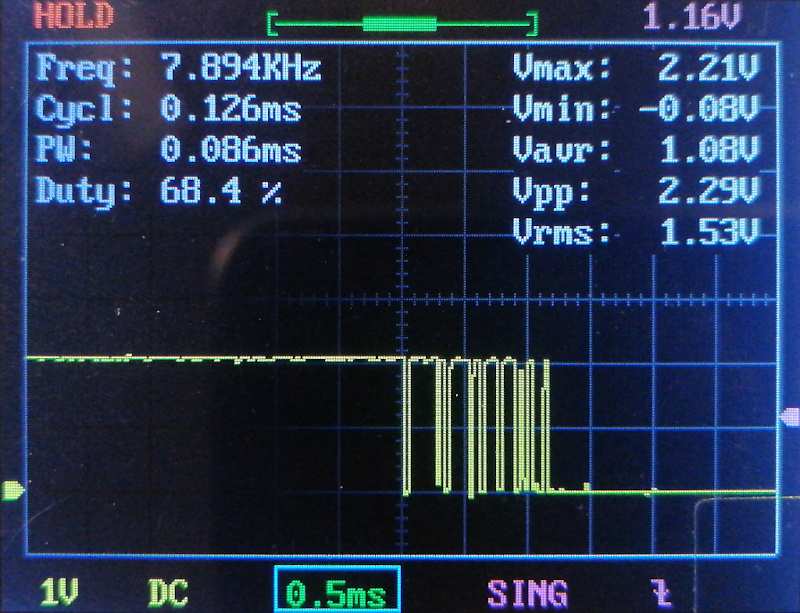 HOLD 1.16V
Freq: 7.894KHz Vmax: 2.21V
Cycl: 0.126ms Vmin: -0.08V
PW: 0.086ms Vavr: 1.08V
Duty: 68.4 % Vpp: 2.29V
Vrms: 1.53V
1V DC 0.5ms SING